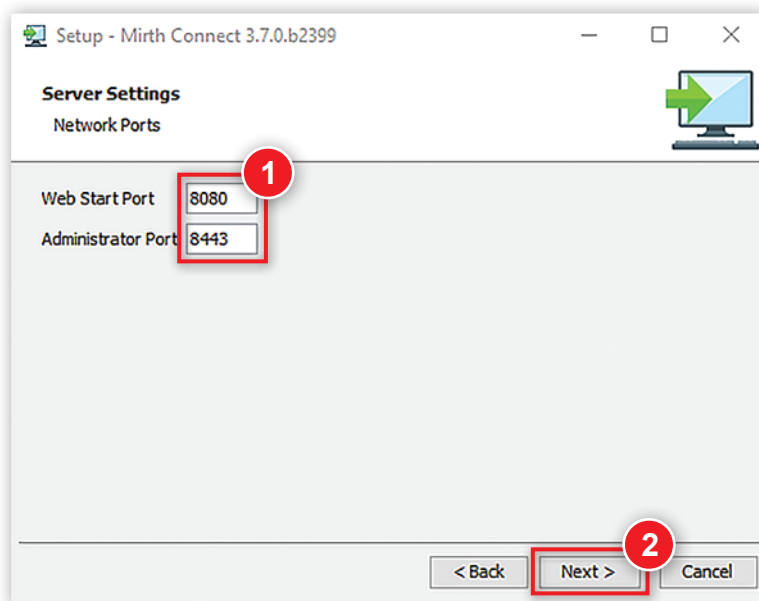 Setup - Mirth Connect 3.7.0.b2399
Server Settings
Network Ports
1
Web Start Port 8080
Administrator Port 8443
2
< Back Next > Cancel